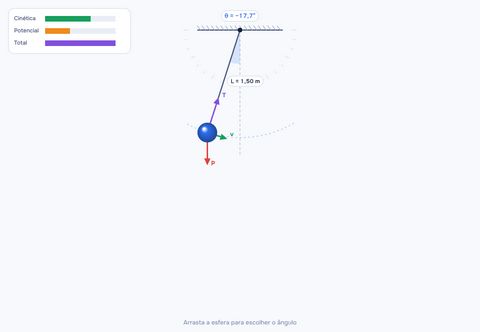 Cinética
Potencial
Total
θ = −17,7°
L = 1,50 m
T
v
P
Arrasta a esfera para escolher o ângulo